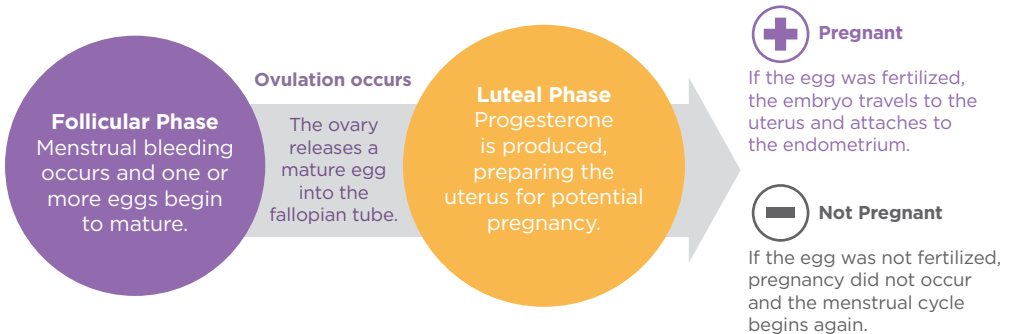 Follicular Phase
Menstrual bleeding
occurs and one or
more eggs begin
to mature.
Ovulation occurs
The ovary
releases a
mature egg
into the
fallopian tube.
Luteal Phase
Progesterone
is produced,
preparing the
uterus for potential
pregnancy.
Pregnant
If the egg was fertilized,
the embryo travels to the
uterus and attaches to
the endometrium.
Not Pregnant
If the egg was not fertilized,
pregnancy did not occur
and the menstrual cycle
begins again.